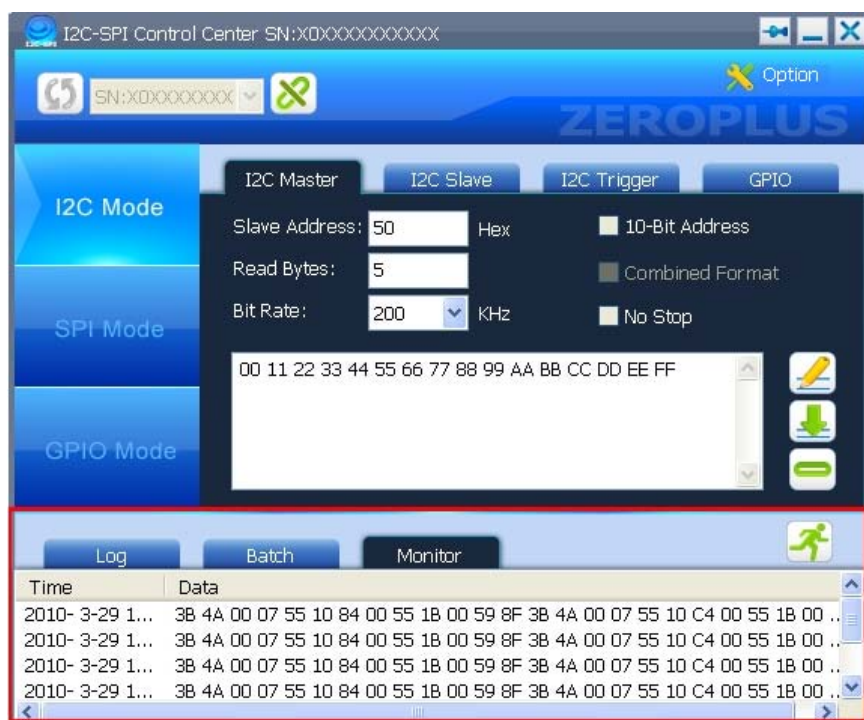 I2C-SPI Control Center SN:X0XXXXXXXXXXX
SN:X0XXXXXXX
Option
ZEROPLUS
I2C Mode
SPI Mode
GPIO Mode
I2C Master I2C Slave I2C Trigger GPIO
Slave Address: 50 Hex 10-Bit Address
Read Bytes: 5 Combined Format
Bit Rate: 200 KHz No Stop
00 11 22 33 44 55 66 77 88 99 AA BB CC DD EE FF
Log Batch Monitor
Time Data
2010- 3-29 1... 3B 4A 00 07 55 10 84 00 55 1B 00 59 8F 3B 4A 00 07 55 10 C4 00 55 1B 00 ...
2010- 3-29 1... 3B 4A 00 07 55 10 84 00 55 1B 00 59 8F 3B 4A 00 07 55 10 C4 00 55 1B 00 ...
2010- 3-29 1... 3B 4A 00 07 55 10 84 00 55 1B 00 59 8F 3B 4A 00 07 55 10 C4 00 55 1B 00 ...
2010- 3-29 1... 3B 4A 00 07 55 10 84 00 55 1B 00 59 8F 3B 4A 00 07 55 10 C4 00 55 1B 00 ...